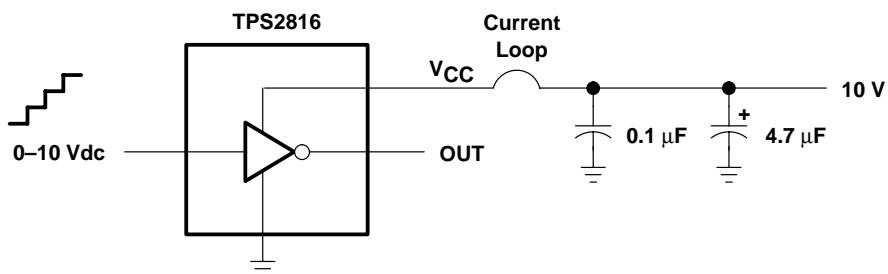 TPS2816
Current
Loop
VCC
10 V
+
0.1 μF
4.7 μF
0–10 Vdc
OUT